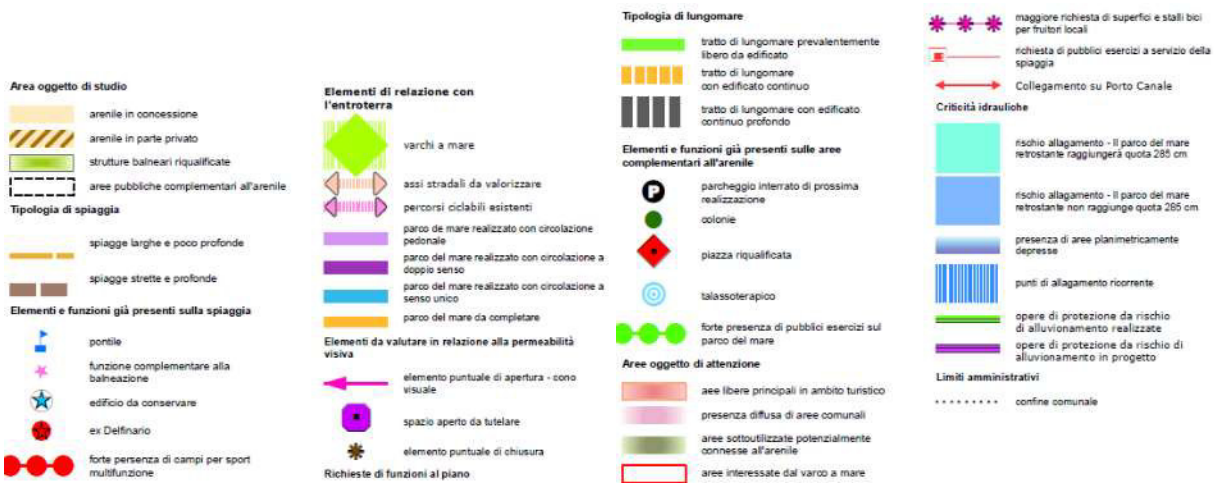 Area oggetto di studio
arenile in concessione
arenile in parte privato
strutture balneari riqualificate
aree pubbliche complementari all'arenile
Tipologia di spiaggia
spiagge larghe e poco profonde
spiagge strette e profonde
Elementi e funzioni già presenti sulla spiaggia
pontile
funzione complementare alla
balneazione
edificio da conservare
ex Delfinario
forte persenza di campi per sport
multifunzione
Elementi di relazione con
l'entroterra
varchi a mare
assi stradali da valorizzare
percorsi ciclabili esistenti
parco de mare realizzato con circolazione
pedonale
parco del mare realizzato con circolazione a
doppio senso
parco del mare realizzato con circolazione a
senso unico
parco del mare da completare
Elementi da valutare in relazione alla permeabilità
visiva
elemento puntuale di apertura - cono
visuale
spazio aperto da tutelare
elemento puntuale di chiusura
Richieste di funzioni al piano
Tipologia di lungomare
tratto di lungomare prevalentemente
libero da edificato
tratto di lungomare
con edificato continuo
tratto di lungomare con edificato
continuo profondo
Elementi e funzioni già presenti sulle aree
complementari all'arenile
P
parcheggio interrato di prossima
realizzazione
colonie
piazza riqualificata
talassoterapico
forte presenza di pubblici esercizi sul
parco del mare
Aree oggetto di attenzione
aee libere principali in ambito turistico
presenza diffusa di aree comunali
aree sottoutilizzate potenzialmente
connesse all'arenile
aree interessate dal varco a mare
maggiore richiesta di superfici e stalli bici
per fruitori locali
richiesta di pubblici esercizi a servizio della
spiaggia
Collegamento su Porto Canale
Criticità idrauliche
rischio allagamento - Il parco del mare
retrostante raggiungerà quota 285 cm
rischio allagamento - Il parco del mare
retrostante non raggiunge quota 285 cm
presenza di aree planimetricamente
depresse
punti di allagamento ricorrente
opere di protezione da rischio
di alluvionamento realizzate
opere di protezione da rischio di
alluvionamento in progetto
Limiti amministrativi
confine comunale